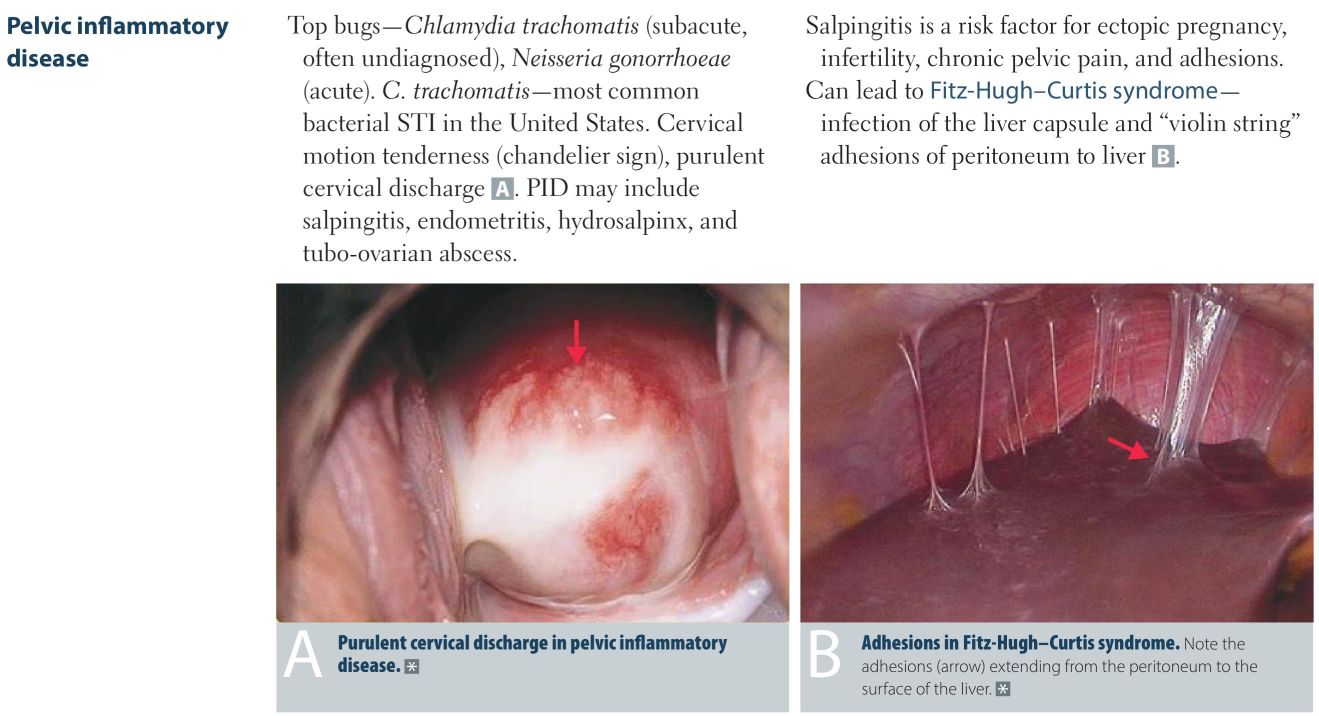 Pelvic inflammatory
disease
Top bugs—Chlamydia trachomatis (subacute,
often undiagnosed), Neisseria gonorrhoeae
(acute). C. trachomatis—most common
bacterial STI in the United States. Cervical
motion tenderness (chandelier sign), purulent
cervical discharge A. PID may include
salpingitis, endometritis, hydrosalpinx, and
tubo-ovarian abscess.
Salpingitis is a risk factor for ectopic pregnancy,
infertility, chronic pelvic pain, and adhesions.
Can lead to Fitz-Hugh–Curtis syndrome—
infection of the liver capsule and “violin string”
adhesions of peritoneum to liver B.
A
Purulent cervical discharge in pelvic inflammatory
disease. *
B
Adhesions in Fitz-Hugh–Curtis syndrome. Note the
adhesions (arrow) extending from the peritoneum to the
surface of the liver. *